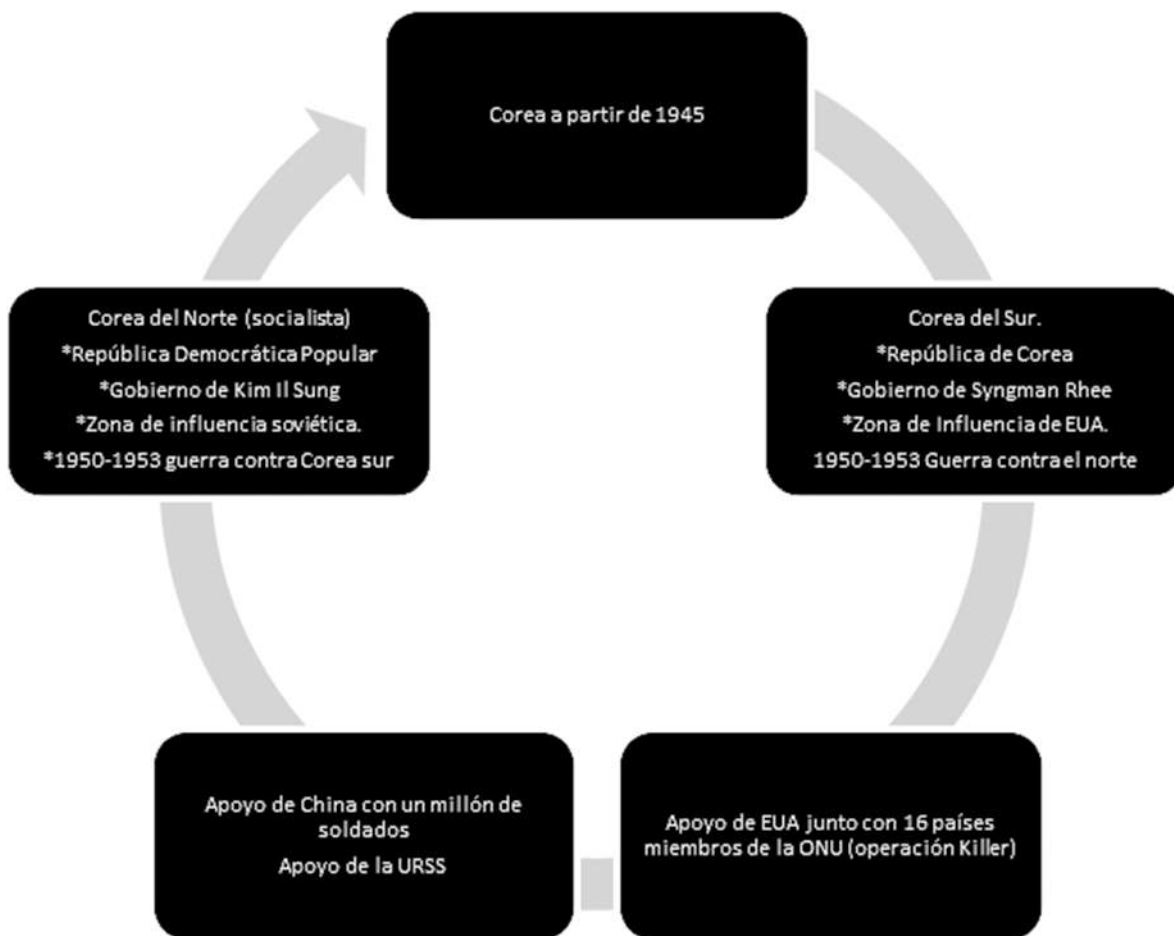 Corea a partir de 1945
Corea del Norte (socialista)
*República Democrática Popular
*Gobierno de Kim Il Sung
*Zona de influencia soviética.
*1950-1953 guerra contra Corea sur
Corea del Sur.
*República de Corea
*Gobierno de Syngman Rhee
*Zona de Influencia de EUA.
1950-1953 Guerra contra el norte
Apoyo de China con un millón de
soldados
Apoyo de la URSS
Apoyo de EUA junto con 16 países
miembros de la ONU (operación Killer)